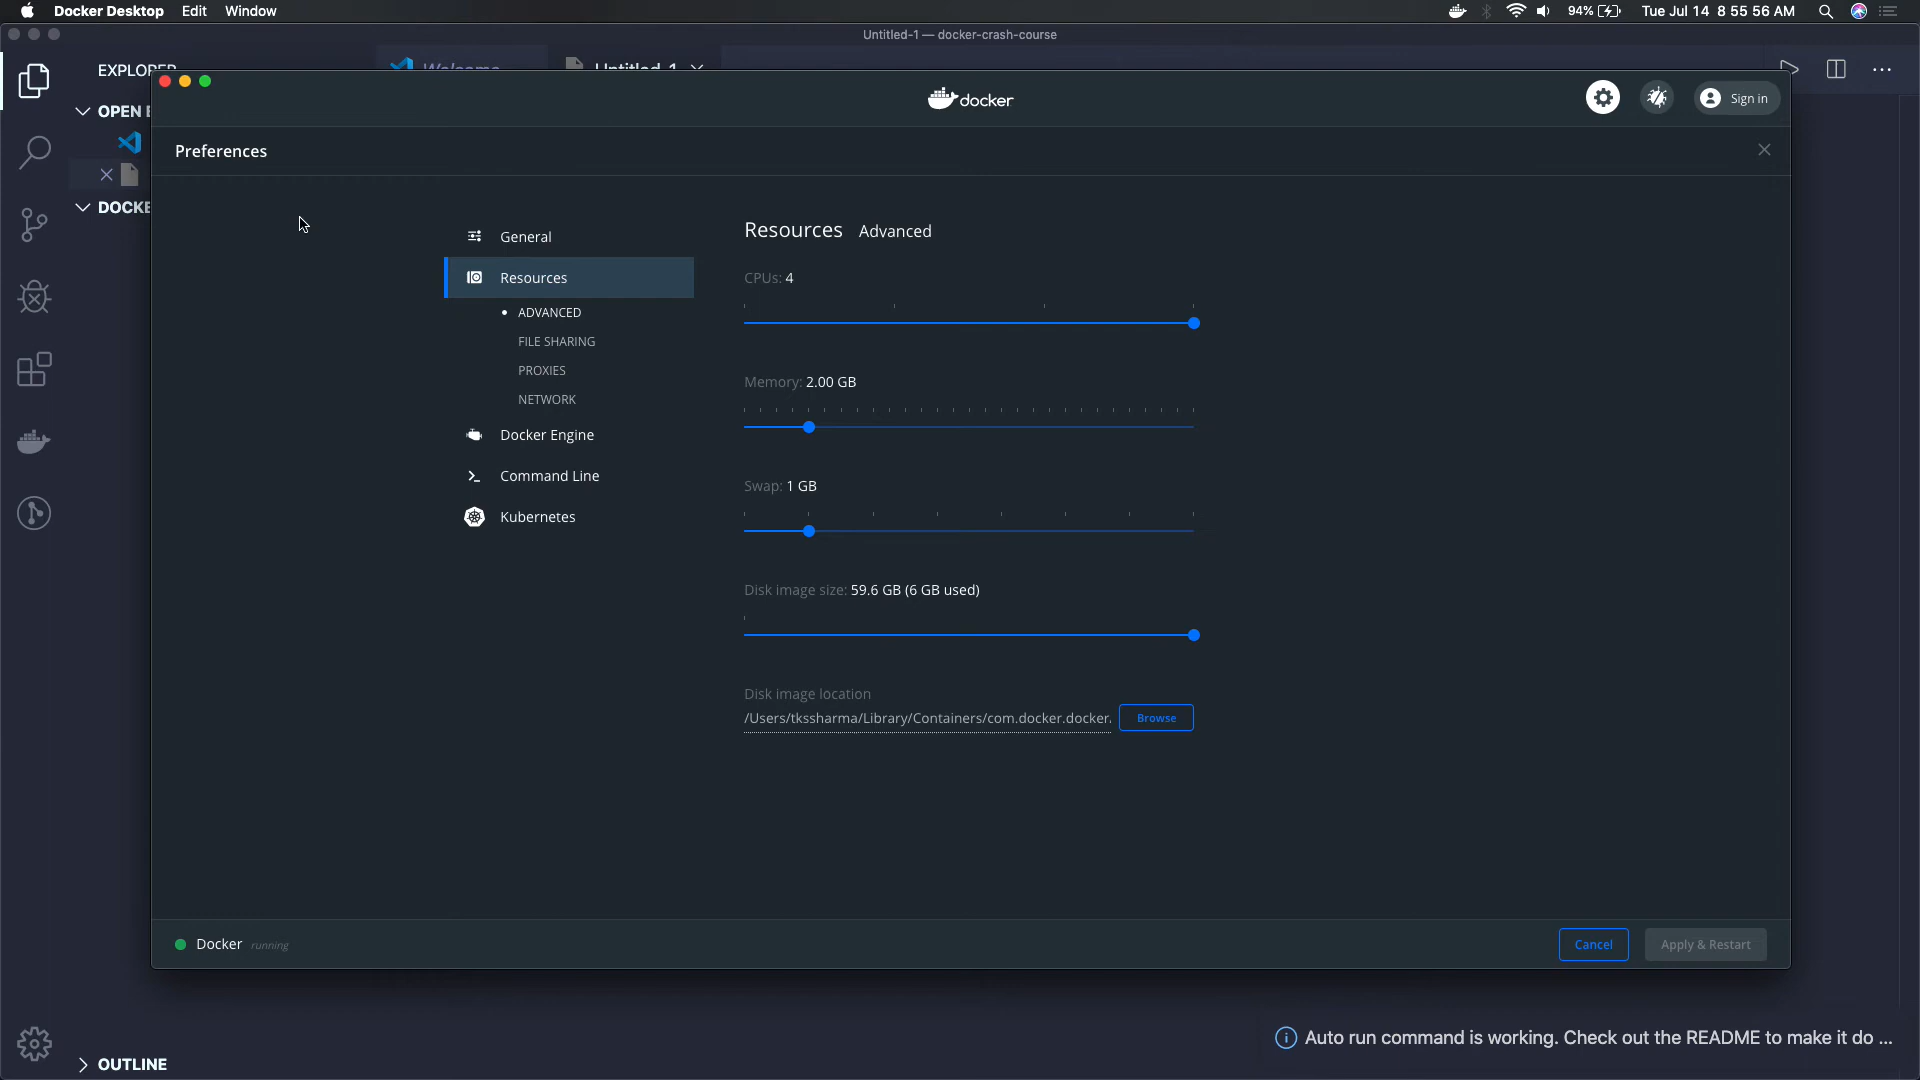 Docker Desktop Edit Window 94% Tue Jul 14 8 55 56 AM
Untitled-1 — docker-crash-course
EXPLORER Welcome Untitled-1
docker Sign in
OPEN E
Preferences
DOCKE
General
Resources
ADVANCED
FILE SHARING
PROXIES
NETWORK
Docker Engine
Command Line
Kubernetes
Resources Advanced
CPUs: 4
Memory: 2.00 GB
Swap: 1 GB
Disk image size: 59.6 GB (6 GB used)
Disk image location
/Users/tkssharma/Library/Containers/com.docker.docker. Browse
Docker running Cancel Apply & Restart
Auto run command is working. Check out the README to make it do ...
OUTLINE